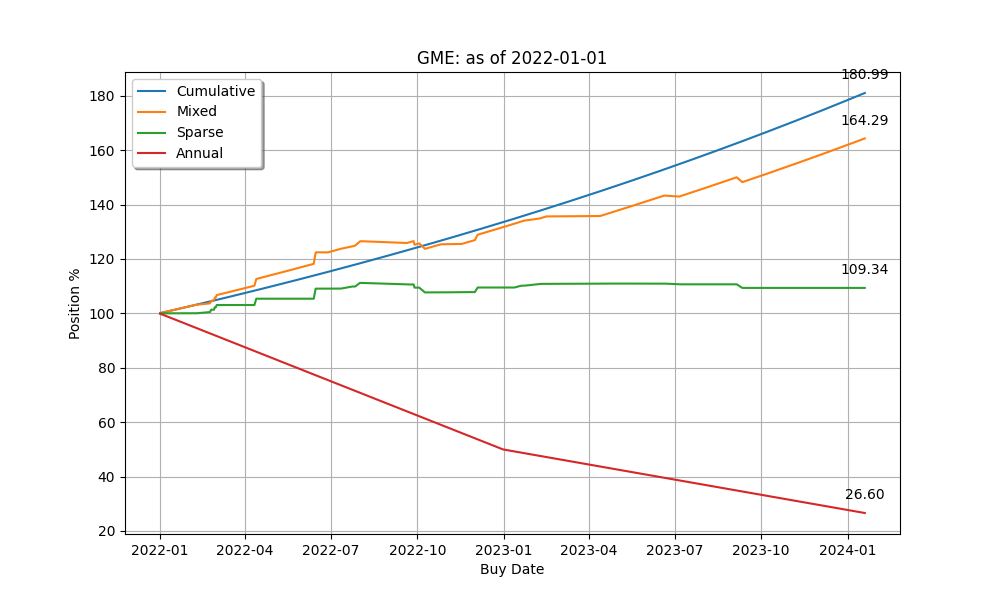 GME: as of 2022-01-01
Cumulative
Mixed
Sparse
Annual
180.99
164.29
109.34
26.60
Position %
180
160
140
120
100
80
60
40
20
2022-01 2022-04 2022-07 2022-10 2023-01 2023-04 2023-07 2023-10 2024-01
Buy Date